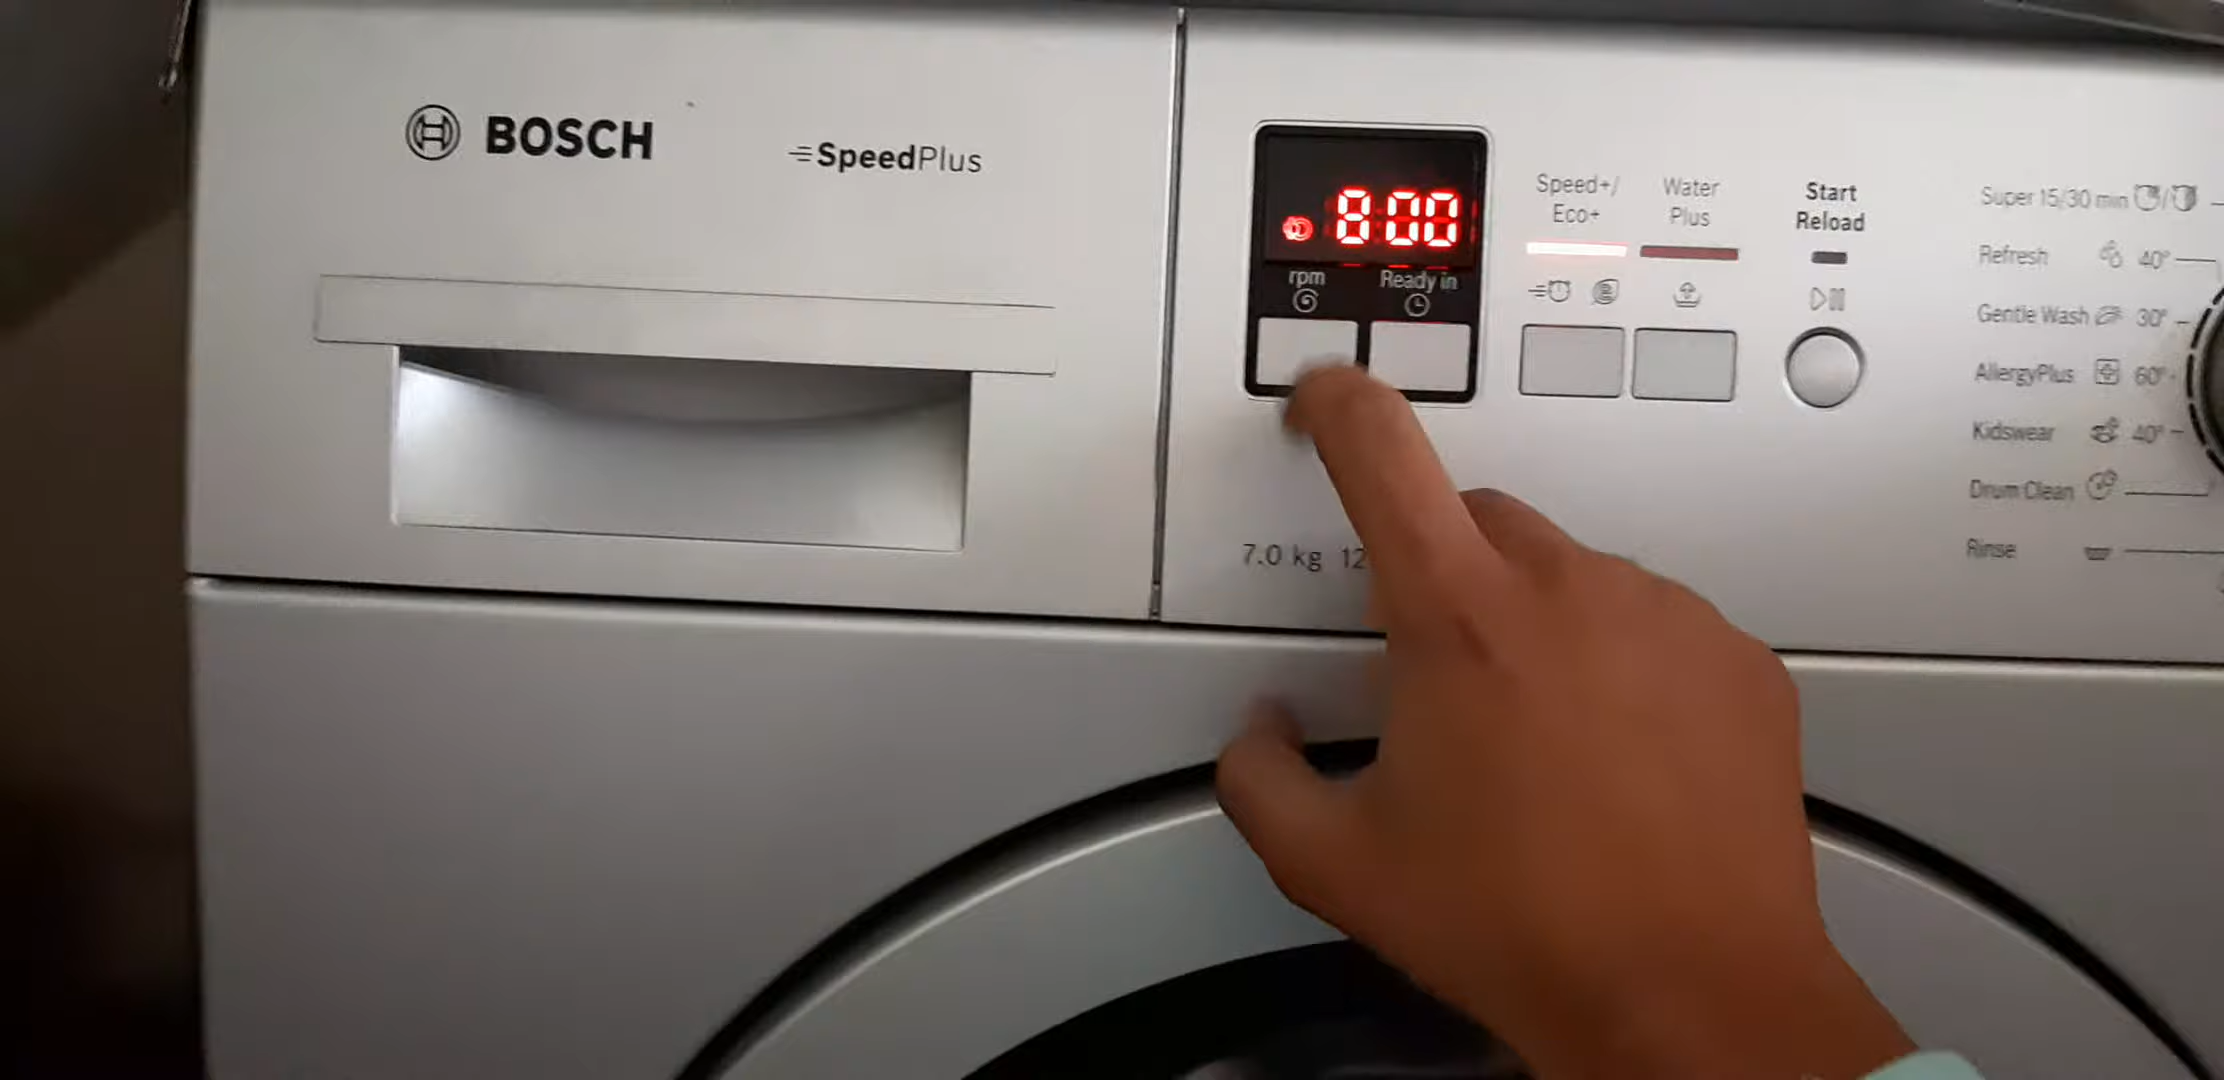 BOSCH
SpeedPlus
800
rpm
Ready in
Speed+/
Eco+
Water
Plus
Start
Reload
Super 15/30 min
Refresh 40°
Gentle Wash 30°
AllergyPlus 60°
Kidswear 40°
Drum Clean
Rinse
7.0 kg 12